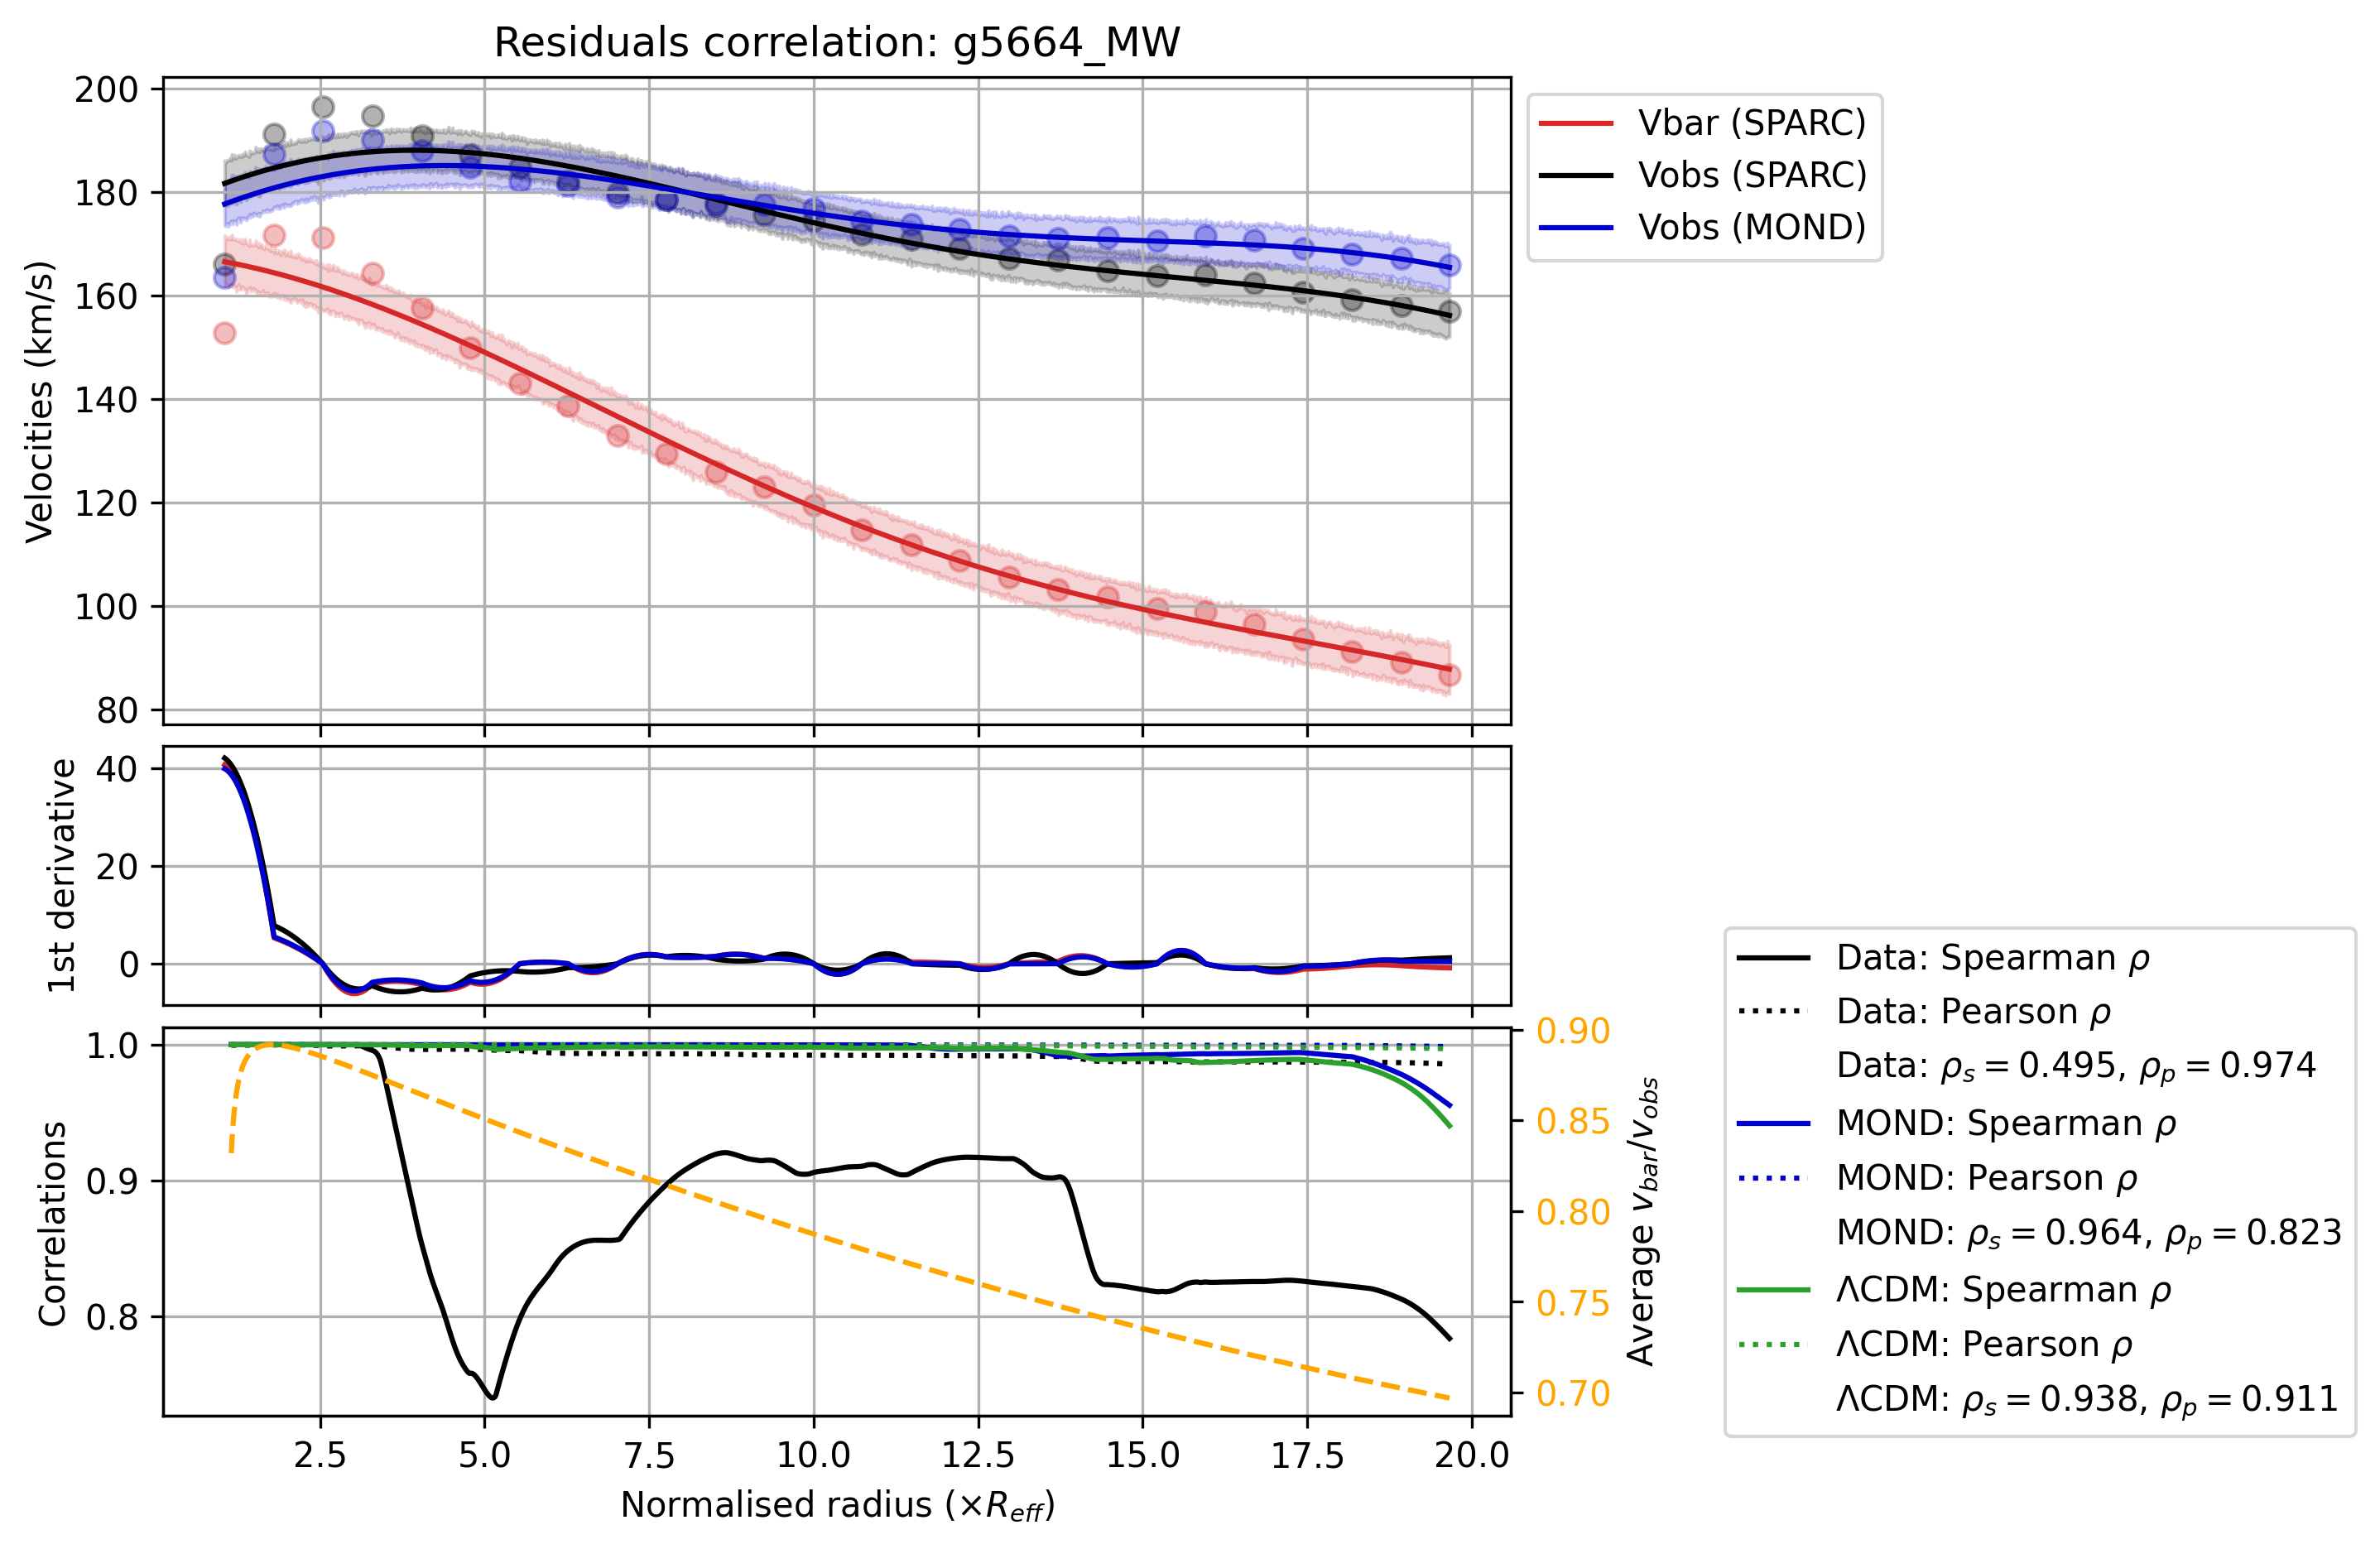 Residuals correlation: g5664_MW
200
180
160
140
120
100
80
Velocities (km/s)
Vbar (SPARC)
Vobs (SPARC)
Vobs (MOND)
40
20
0
1st derivative
1.0
0.9
0.8
Correlations
0.90
0.85
0.80
0.75
0.70
Average v_bar/v_obs
Data: Spearman ρ
Data: Pearson ρ
Data: ρ_s = 0.495, ρ_p = 0.974
MOND: Spearman ρ
MOND: Pearson ρ
MOND: ρ_s = 0.964, ρ_p = 0.823
ΛCDM: Spearman ρ
ΛCDM: Pearson ρ
ΛCDM: ρ_s = 0.938, ρ_p = 0.911
2.5 5.0 7.5 10.0 12.5 15.0 17.5 20.0
Normalised radius (×R_eff)